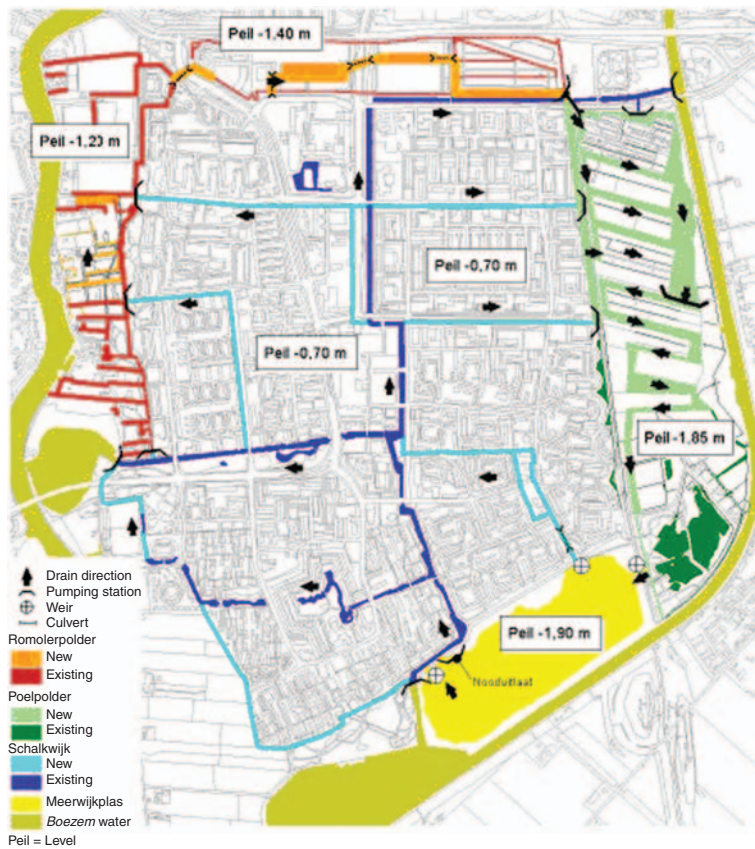 Peil -1,40 m
Peil -1,20 m
Peil -0,70 m
Peil -0,70 m
Peil -1,85 m
Peil -1,90 m
Nooduitlaat
Drain direction
Pumping station
Weir
Culvert
Romolerpolder
New
Existing
Poelpolder
New
Existing
Schalkwijk
New
Existing
Meerwijkplas
Boezem water
Peil = Level